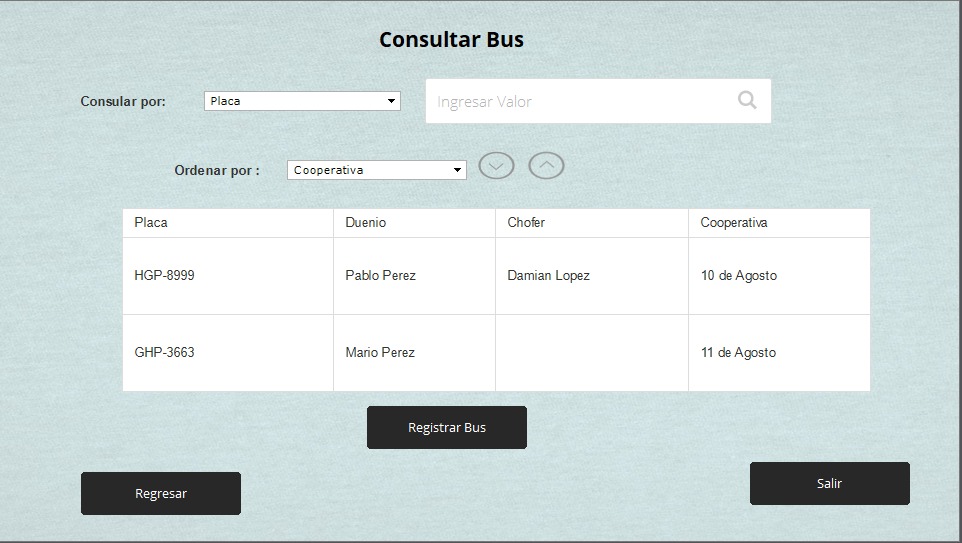 Consultar Bus
Consular por: Placa Ingresar Valor
Ordenar por : Cooperativa
Placa Duenio Chofer Cooperativa
HGP-8999 Pablo Perez Damian Lopez 10 de Agosto
GHP-3663 Mario Perez 11 de Agosto
Registrar Bus
Regresar Salir